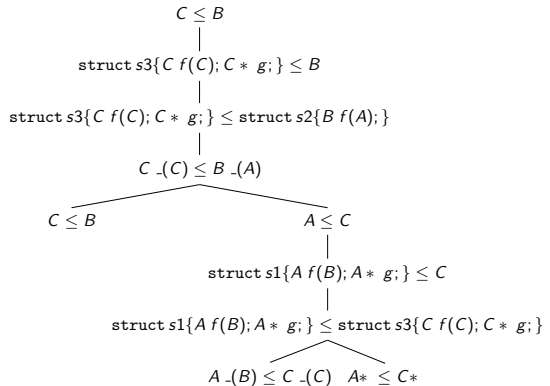 C ≤ B
struct s3{C f(C); C * g; } ≤ B
struct s3{C f(C); C * g; } ≤ struct s2{B f(A); }
C _(C) ≤ B _(A)
C ≤ B A ≤ C
struct s1{A f(B); A * g; } ≤ C
struct s1{A f(B); A * g; } ≤ struct s3{C f(C); C * g; }
A _(B) ≤ C _(C) A* ≤ C*